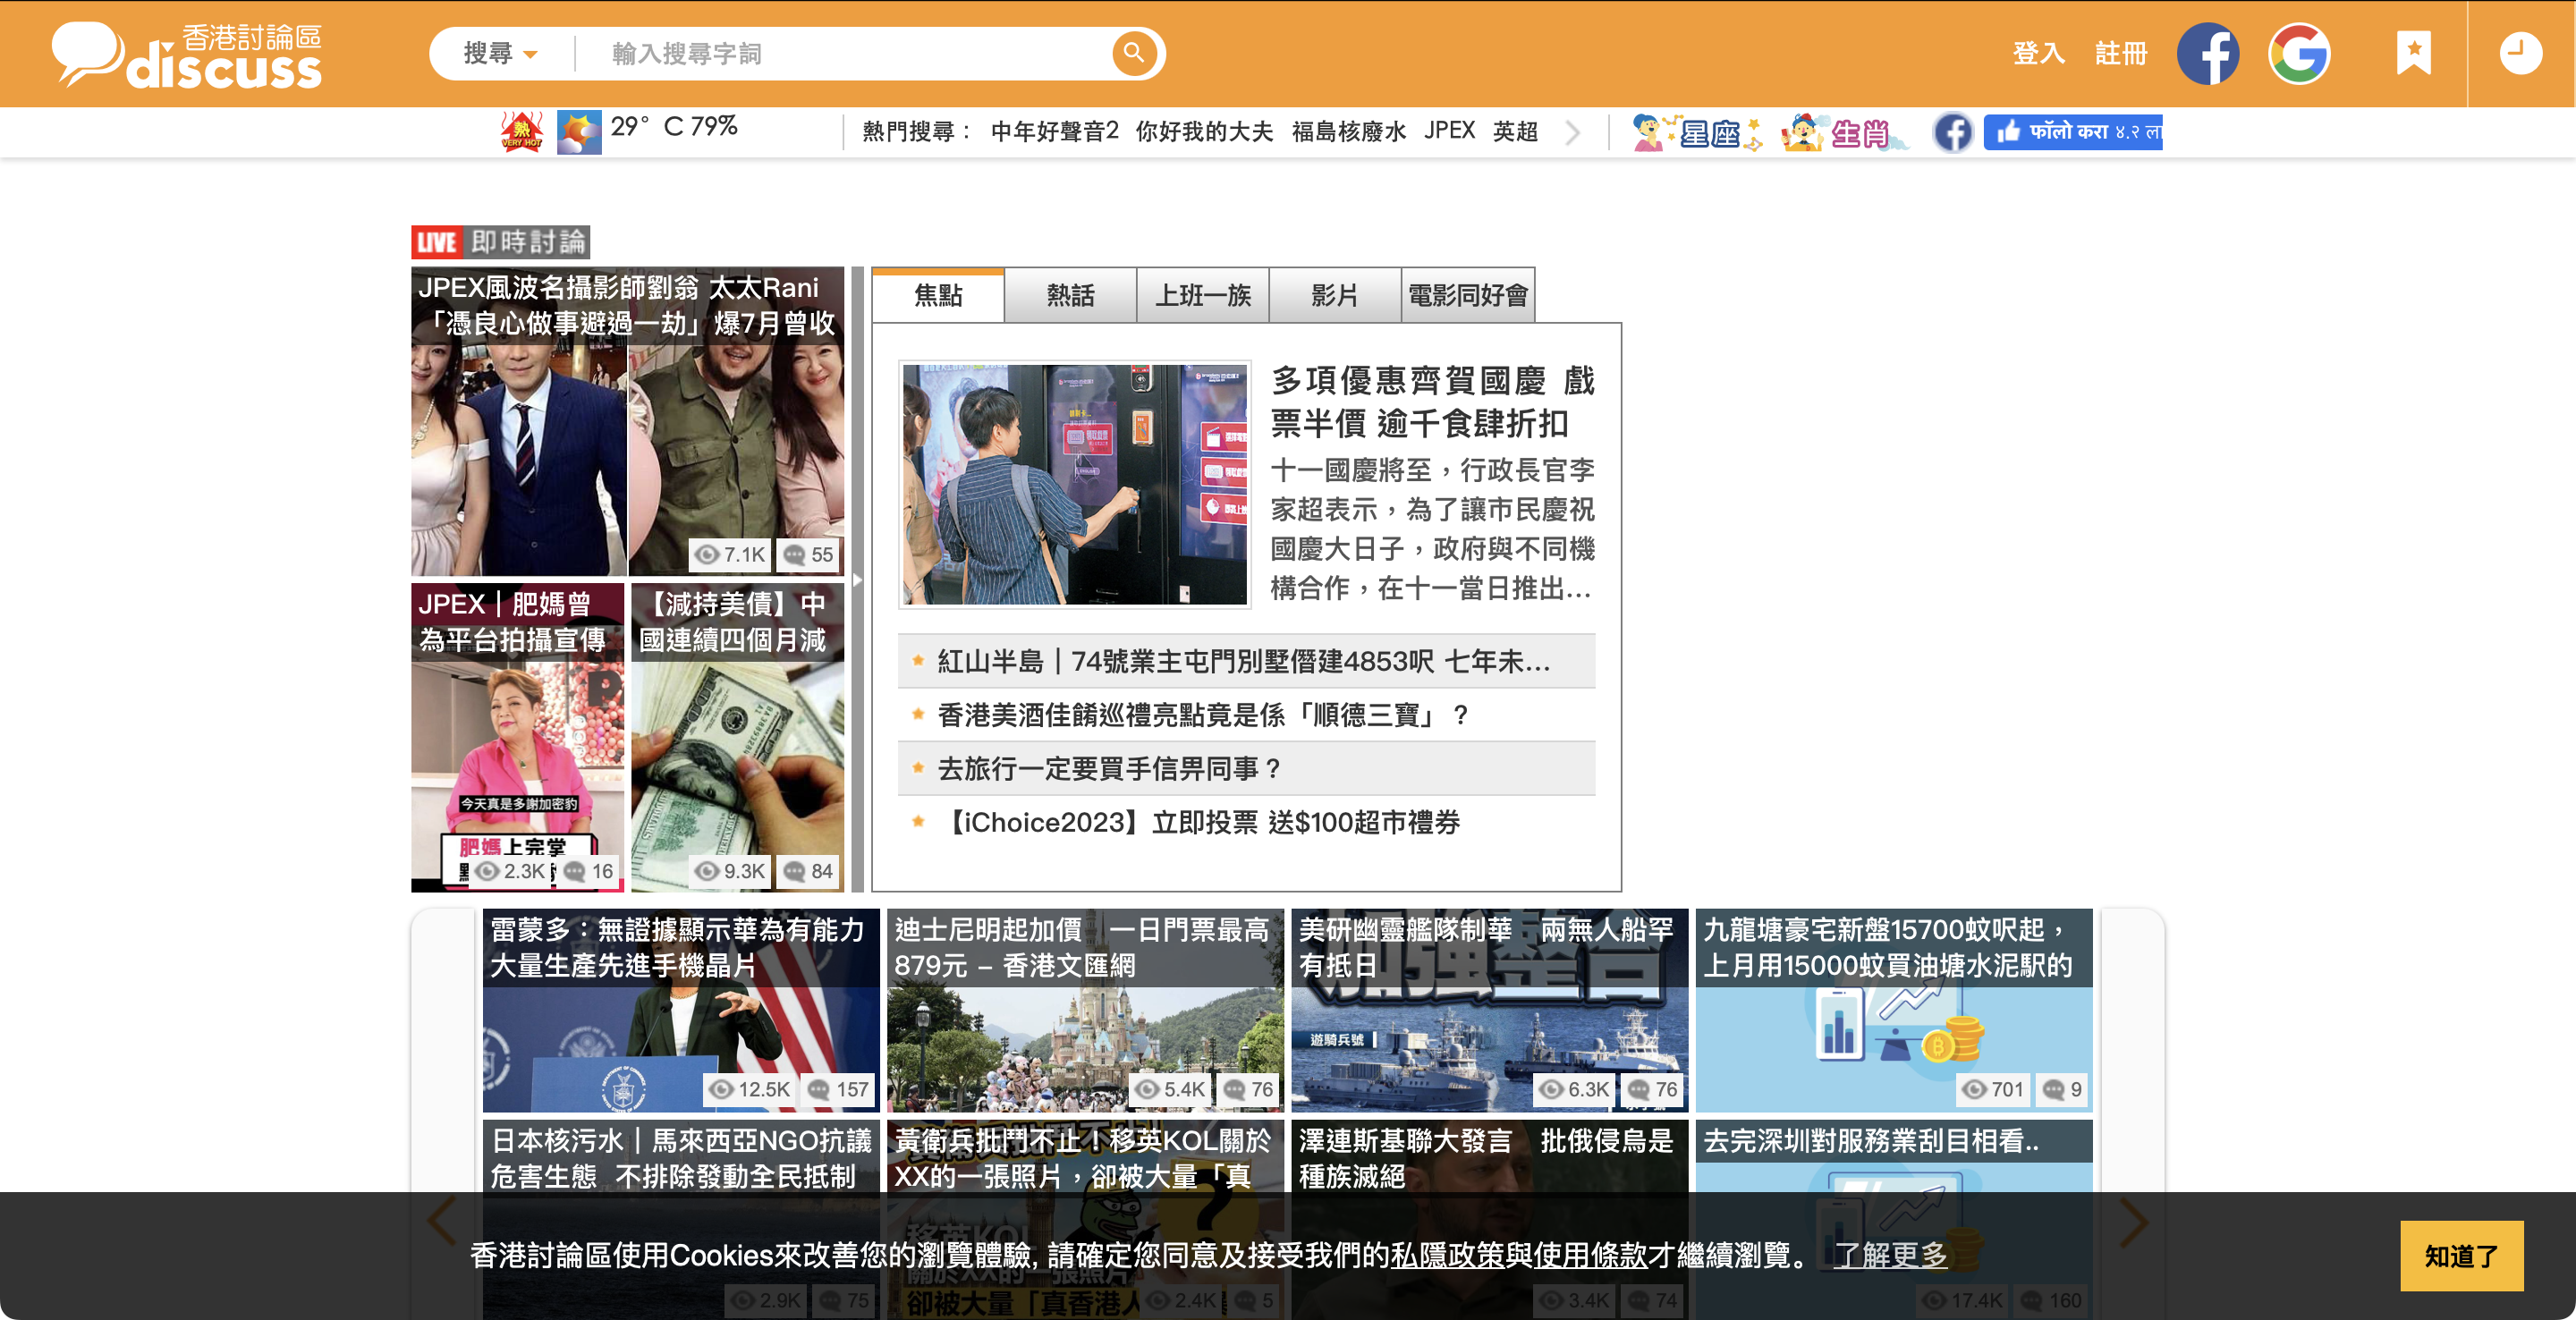 香港討論區
discuss
搜尋
輸入搜尋字詞
登入 註冊
熱
VERY HOT
29° C 79%
熱門搜尋： 中年好聲音2 你好我的大夫 福島核廢水 JPEX 英超
星座
生肖
फॉलो करा ४.२ ला
LIVE 即時討論
JPEX風波名攝影師劉翁 太太Rani
「憑良心做事避過一劫」爆7月曾收
7.1K 55
JPEX｜肥媽曾
為平台拍攝宣傳
今天真是多謝加密豹
肥媽上完堂
2.3K 16
【減持美債】中
國連續四個月減
9.3K 84
焦點 熱話 上班一族 影片 電影同好會
多項優惠齊賀國慶 戲
票半價 逾千食肆折扣
十一國慶將至，行政長官李
家超表示，為了讓市民慶祝
國慶大日子，政府與不同機
構合作，在十一當日推出...
紅山半島｜74號業主屯門別墅僭建4853呎 七年未...
香港美酒佳餚巡禮亮點竟是係「順德三寶」？
去旅行一定要買手信畀同事？
【iChoice2023】立即投票 送$100超市禮券
雷蒙多：無證據顯示華為有能力
大量生產先進手機晶片
12.5K 157
迪士尼明起加價　一日門票最高
879元 – 香港文匯網
5.4K 76
美研幽靈艦隊制華　兩無人船罕
有抵日
遊騎兵號
6.3K 76
九龍塘豪宅新盤15700蚊呎起，
上月用15000蚊買油塘水泥駅的
701 9
日本核污水｜馬來西亞NGO抗議
危害生態 不排除發動全民抵制
2.9K 75
黃衛兵批鬥不止！移英KOL關於
XX的一張照片，卻被大量「真
移英KOL
關於XX的一張照片
卻被大量「真香港人
2.4K 5
澤連斯基聯大發言　批俄侵烏是
種族滅絕
3.4K 74
去完深圳對服務業刮目相看..
17.4K 160
香港討論區使用Cookies來改善您的瀏覽體驗, 請確定您同意及接受我們的私隱政策與使用條款才繼續瀏覽。 了解更多
知道了